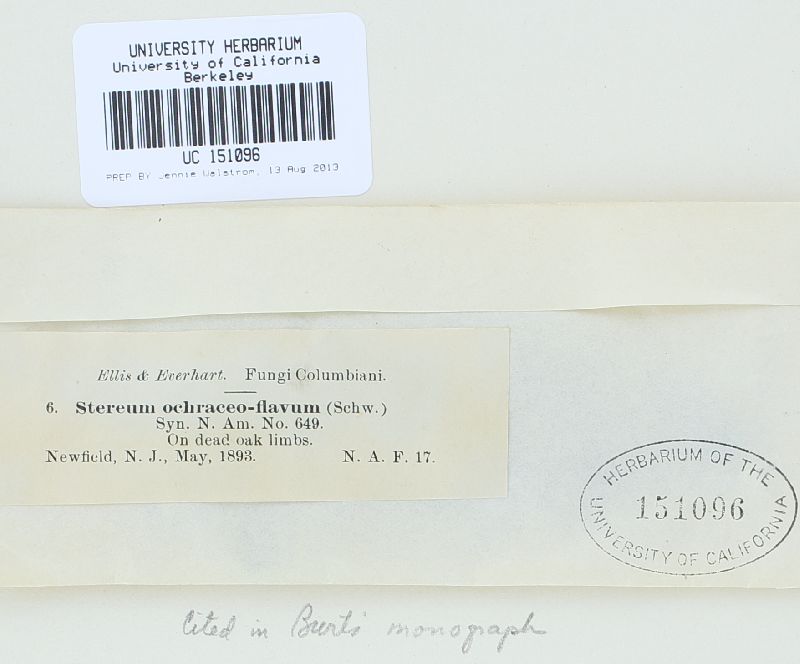 UNIVERSITY HERBARIUM
University of California
Berkeley
UC 151096
PREP BY Jennie Walstrom, 13 Aug 2013
Ellis & Everhart. Fungi Columbiani.
6. Stereum ochraceo-flavum (Schw.)
Syn. N. Am. No. 649.
On dead oak limbs.
Newfield, N. J., May, 1893. N. A. F. 17.
HERBARIUM OF THE
151096
UNIVERSITY OF CALIFORNIA
Cited in Burt's monograph